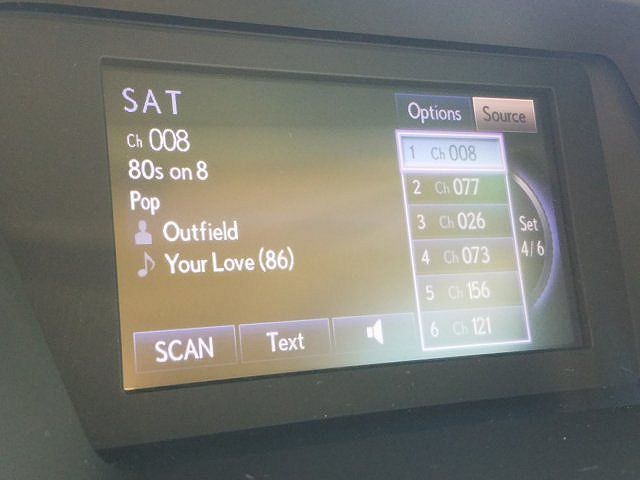 SAT
Ch 008
80s on 8
Pop
Outfield
Your Love (86)
SCAN
Text
Options
Source
1 Ch 008
2 Ch 077
3 Ch 026
4 Ch 073
5 Ch 156
6 Ch 121
Set
4/6